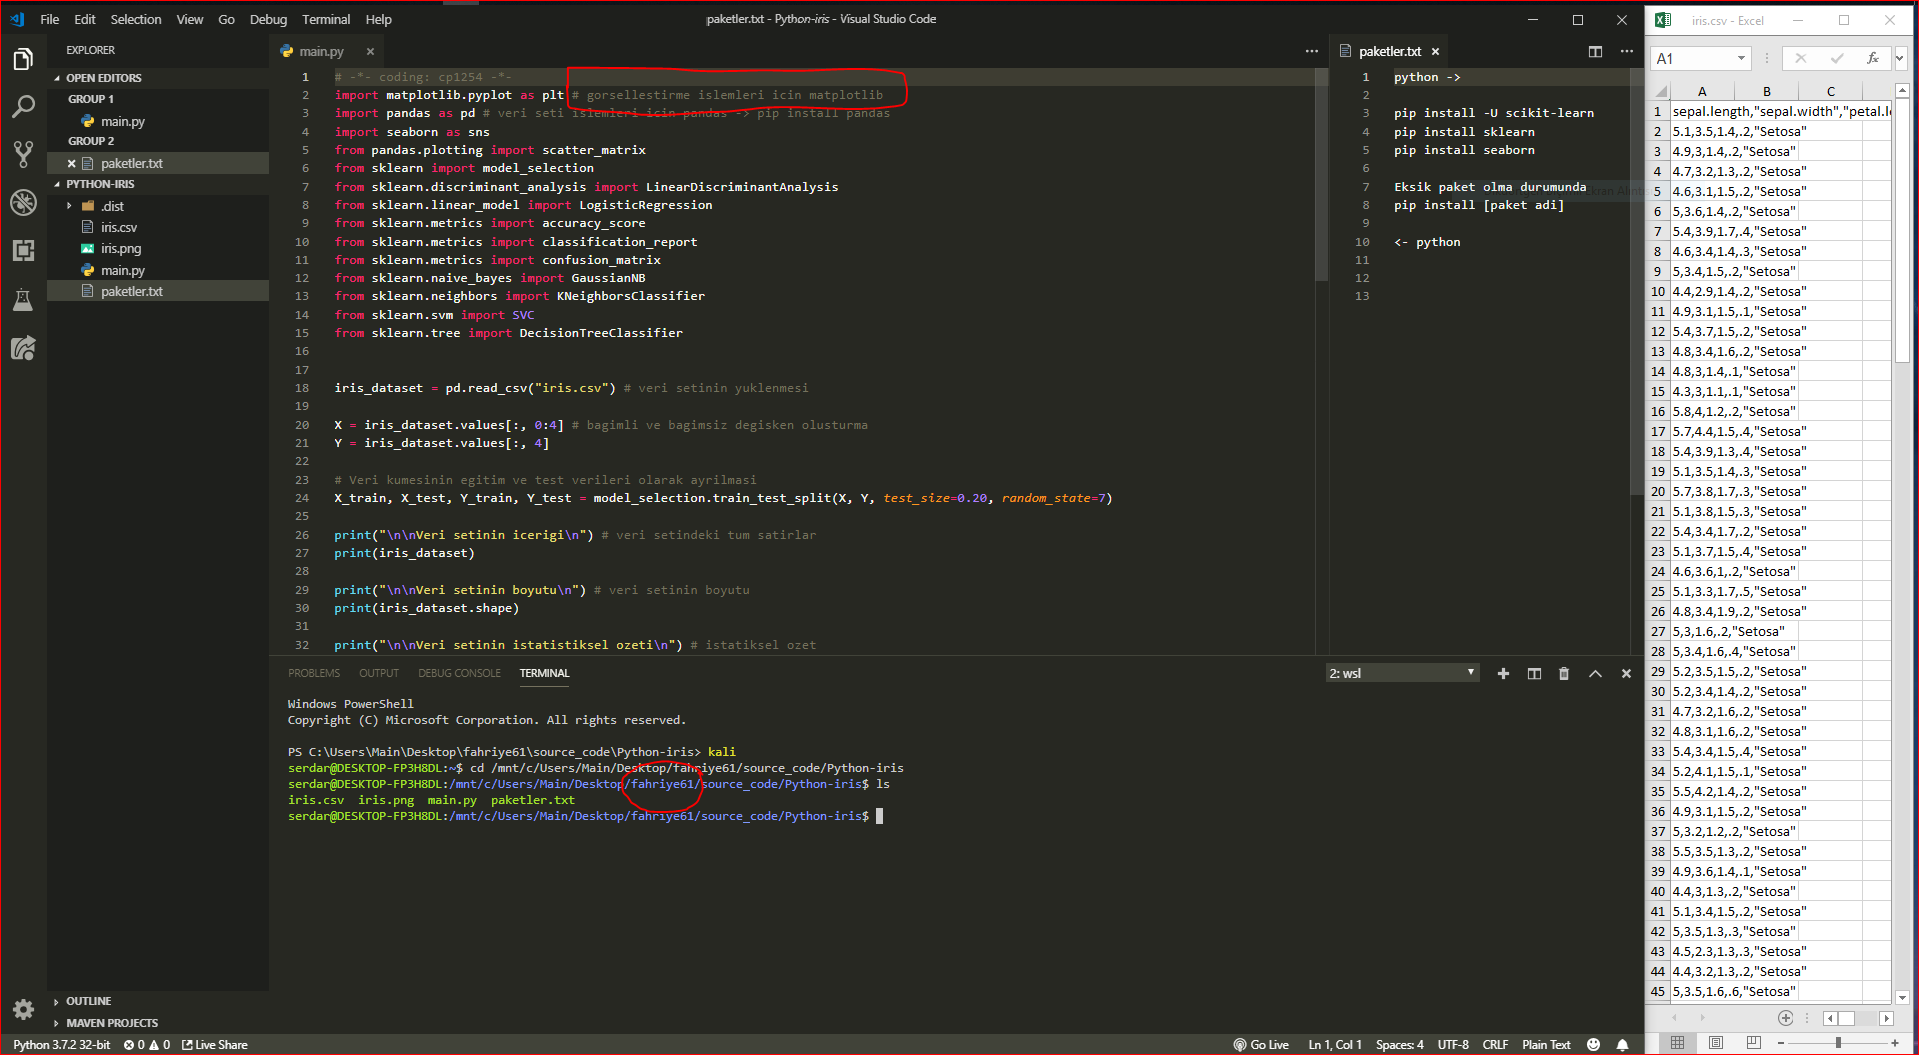 File Edit Selection View Go Debug Terminal Help
paketler.txt - Python-iris - Visual Studio Code
EXPLORER
OPEN EDITORS
GROUP 1
main.py
GROUP 2
paketler.txt
PYTHON-IRIS
.dist
iris.csv
iris.png
main.py
paketler.txt
OUTLINE
MAVEN PROJECTS
main.py
1 # -*- coding: cp1254 -*-
2 import matplotlib.pyplot as plt # gorsellestirme islemleri icin matplotlib
3 import pandas as pd # veri seti islemleri icin pandas -> pip install pandas
4 import seaborn as sns
5 from pandas.plotting import scatter_matrix
6 from sklearn import model_selection
7 from sklearn.discriminant_analysis import LinearDiscriminantAnalysis
8 from sklearn.linear_model import LogisticRegression
9 from sklearn.metrics import accuracy_score
10 from sklearn.metrics import classification_report
11 from sklearn.metrics import confusion_matrix
12 from sklearn.naive_bayes import GaussianNB
13 from sklearn.neighbors import KNeighborsClassifier
14 from sklearn.svm import SVC
15 from sklearn.tree import DecisionTreeClassifier
16
17
18 iris_dataset = pd.read_csv("iris.csv") # veri setinin yuklenmesi
19
20 X = iris_dataset.values[:, 0:4] # bagimli ve bagimsiz degisken olusturma
21 Y = iris_dataset.values[:, 4]
22
23 # Veri kumesinin egitim ve test verileri olarak ayrilmasi
24 X_train, X_test, Y_train, Y_test = model_selection.train_test_split(X, Y, test_size=0.20, random_state=7)
25
26 print("\n\nVeri setinin icerigi\n") # veri setindeki tum satirlar
27 print(iris_dataset)
28
29 print("\n\nVeri setinin boyutu\n") # veri setinin boyutu
30 print(iris_dataset.shape)
31
32 print("\n\nVeri setinin istatistiksel ozeti\n") # istatiksel ozet
paketler.txt
1 python ->
2
3 pip install -U scikit-learn
4 pip install sklearn
5 pip install seaborn
6
7 Eksik paket olma durumunda
8 pip install [paket adi]
9
10 <- python
11
12
13
PROBLEMS OUTPUT DEBUG CONSOLE TERMINAL
2: wsl
Windows PowerShell
Copyright (C) Microsoft Corporation. All rights reserved.
PS C:\Users\Main\Desktop\fahriye61\source_code\Python-iris> kali
serdar@DESKTOP-FP3H8DL:~$ cd /mnt/c/Users/Main/Desktop/fahriye61/source_code/Python-iris
serdar@DESKTOP-FP3H8DL:/mnt/c/Users/Main/Desktop/fahriye61/source_code/Python-iris$ ls
iris.csv iris.png main.py paketler.txt
serdar@DESKTOP-FP3H8DL:/mnt/c/Users/Main/Desktop/fahriye61/source_code/Python-iris$
Python 3.7.2 32-bit 0 0 Live Share
Go Live Ln 1, Col 1 Spaces: 4 UTF-8 CRLF Plain Text
iris.csv - Excel
A1 fx
A B C
1 sepal.length,"sepal.width","petal.le
2 5.1,3.5,1.4,.2,"Setosa"
3 4.9,3,1.4,.2,"Setosa"
4 4.7,3.2,1.3,.2,"Setosa"
5 4.6,3.1,1.5,.2,"Setosa"
6 5,3.6,1.4,.2,"Setosa"
7 5.4,3.9,1.7,.4,"Setosa"
8 4.6,3.4,1.4,.3,"Setosa"
9 5,3.4,1.5,.2,"Setosa"
10 4.4,2.9,1.4,.2,"Setosa"
11 4.9,3.1,1.5,.1,"Setosa"
12 5.4,3.7,1.5,.2,"Setosa"
13 4.8,3.4,1.6,.2,"Setosa"
14 4.8,3,1.4,.1,"Setosa"
15 4.3,3,1.1,.1,"Setosa"
16 5.8,4,1.2,.2,"Setosa"
17 5.7,4.4,1.5,.4,"Setosa"
18 5.4,3.9,1.3,.4,"Setosa"
19 5.1,3.5,1.4,.3,"Setosa"
20 5.7,3.8,1.7,.3,"Setosa"
21 5.1,3.8,1.5,.3,"Setosa"
22 5.4,3.4,1.7,.2,"Setosa"
23 5.1,3.7,1.5,.4,"Setosa"
24 4.6,3.6,1,.2,"Setosa"
25 5.1,3.3,1.7,.5,"Setosa"
26 4.8,3.4,1.9,.2,"Setosa"
27 5,3,1.6,.2,"Setosa"
28 5,3.4,1.6,.4,"Setosa"
29 5.2,3.5,1.5,.2,"Setosa"
30 5.2,3.4,1.4,.2,"Setosa"
31 4.7,3.2,1.6,.2,"Setosa"
32 4.8,3.1,1.6,.2,"Setosa"
33 5.4,3.4,1.5,.4,"Setosa"
34 5.2,4.1,1.5,.1,"Setosa"
35 5.5,4.2,1.4,.2,"Setosa"
36 4.9,3.1,1.5,.2,"Setosa"
37 5,3.2,1.2,.2,"Setosa"
38 5.5,3.5,1.3,.2,"Setosa"
39 4.9,3.6,1.4,.1,"Setosa"
40 4.4,3,1.3,.2,"Setosa"
41 5.1,3.4,1.5,.2,"Setosa"
42 5,3.5,1.3,.3,"Setosa"
43 4.5,2.3,1.3,.3,"Setosa"
44 4.4,3.2,1.3,.2,"Setosa"
45 5,3.5,1.6,.6,"Setosa"